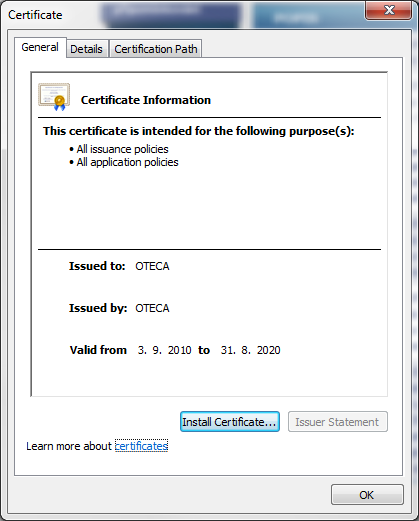 Certificate
General
Details
Certification Path
Certificate Information
This certificate is intended for the following purpose(s):
• All issuance policies
• All application policies
Issued to: OTECA
Issued by: OTECA
Valid from 3. 9. 2010 to 31. 8. 2020
Install Certificate...
Issuer Statement
Learn more about certificates
OK